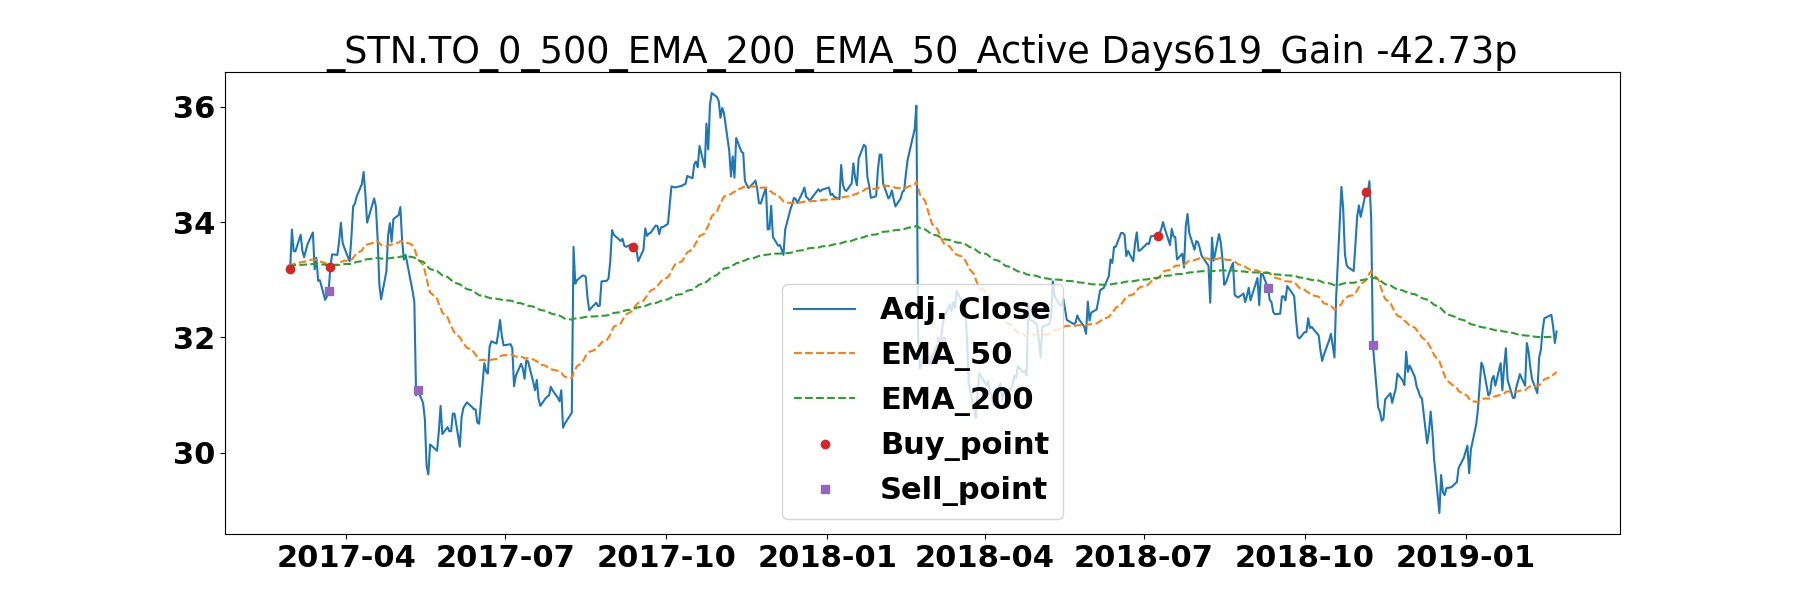 _STN.TO_0_500_EMA_200_EMA_50_Active Days619_Gain -42.73p
36
34
32
30
Adj. Close
EMA_50
EMA_200
Buy_point
Sell_point
2017-04 2017-07 2017-10 2018-01 2018-04 2018-07 2018-10 2019-01